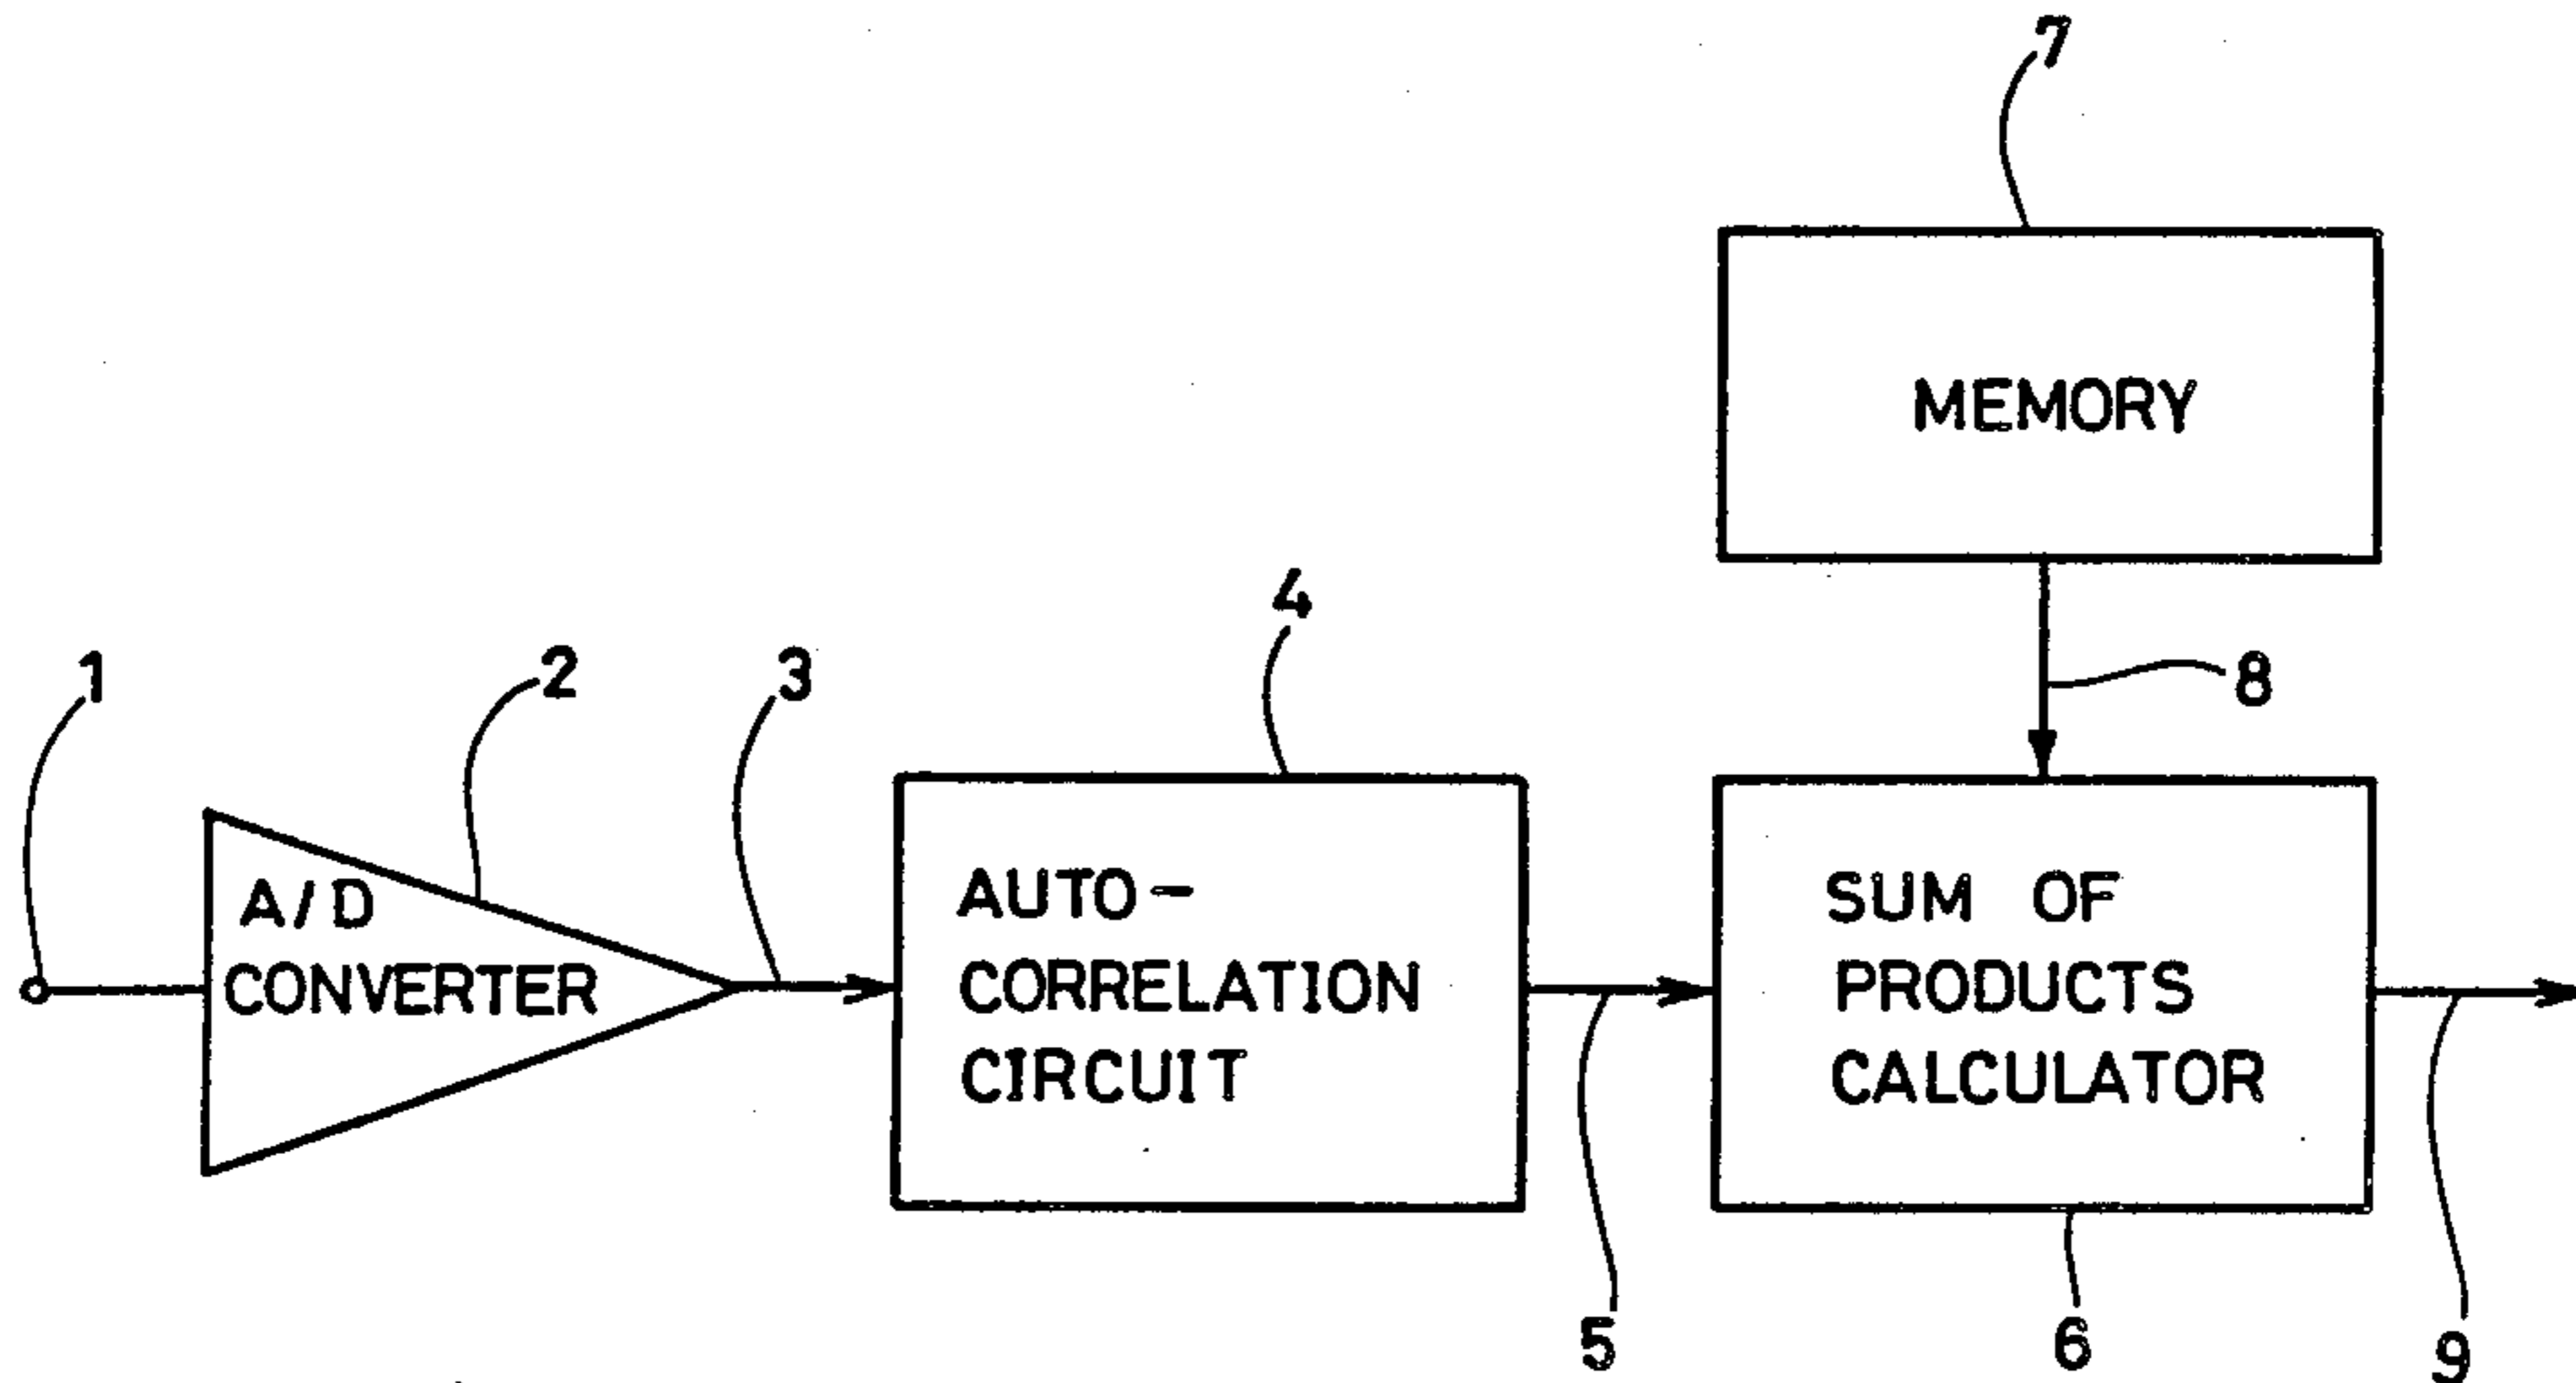 7
MEMORY
4
8
1
2
3
A/D
CONVERTER
AUTO-
CORRELATION
CIRCUIT
SUM OF
PRODUCTS
CALCULATOR
5
6
9